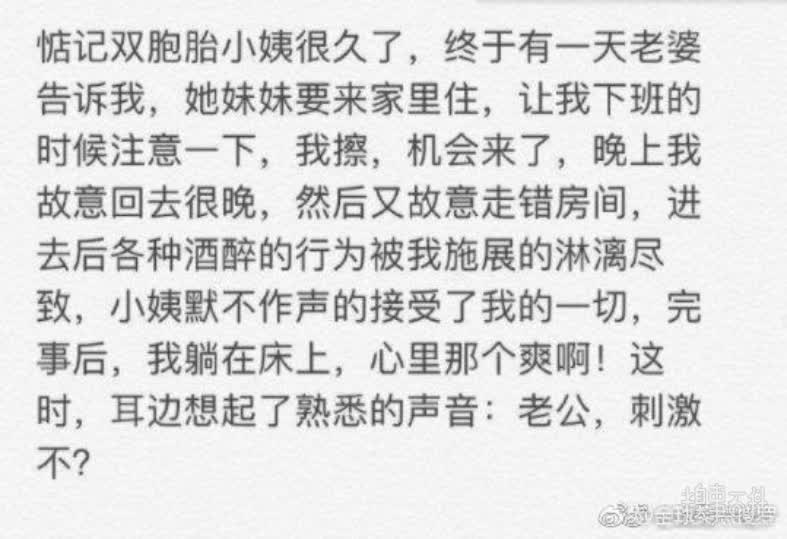 惦记双胞胎小姨很久了，终于有一天老婆
告诉我，她妹妹要来家里住，让我下班的
时候注意一下，我擦，机会来了，晚上我
故意回去很晚，然后又故意走错房间，进
去后各种酒醉的行为被我施展的淋漓尽
致，小姨默不作声的接受了我的一切，完
事后，我躺在床上，心里那个爽啊！这
时，耳边想起了熟悉的声音：老公，刺激
不？